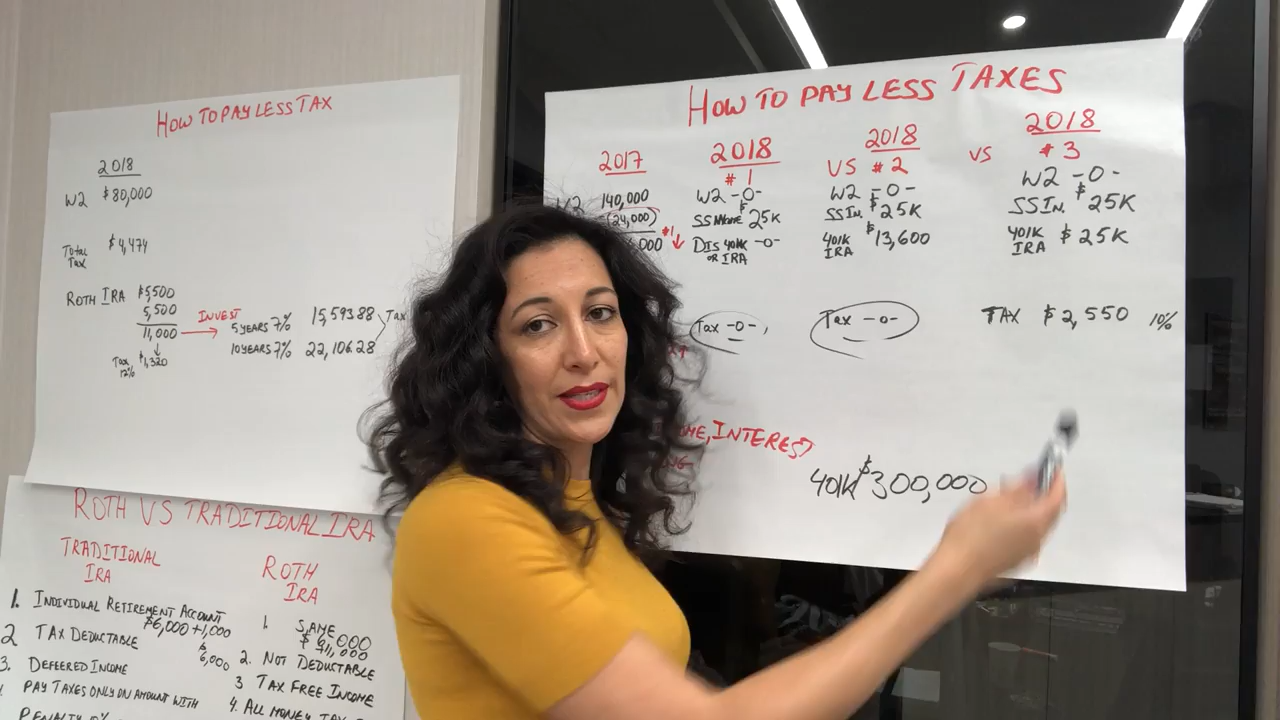 HOW TO PAY LESS TAX
2018
W2 $80,000
Total Tax $4,474
ROTH IRA $5,500
5,500
11,000
INVEST
5 YEARS 7% 15,593.88
10 YEARS 7% 22,106.28
Tax
Tax 12% $1,320
HOW TO PAY LESS TAXES
2017
W2 140,000
(24,000)
#1
2018
# 1
W2 -0-
$ 25K
DIS 401K -0-
OR IRA
Tax -0-
VS
2018
# 2
W2 -0-
SS IN. $25K
401K IRA $13,600
Tax -0-
VS
2018
# 3
W2 -0-
SS IN. $25K
401K IRA $25K
TAX $2,550 10%
INTEREST
401K $300,000
ROTH VS TRADITIONAL IRA
TRADITIONAL IRA
1. INDIVIDUAL RETIREMENT ACCOUNT
$6,000 +1,000
2 TAX DEDUCTABLE
$6,000
3. DEFERRED INCOME
PAY TAXES ONLY ON AMOUNT WITH
PENALTY
ROTH IRA
1. SAME
2. NOT DEDUCTABLE
3 TAX FREE INCOME
4. ALL MONEY TAX